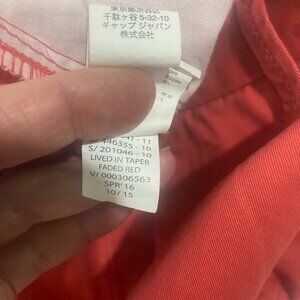 東京都渋谷区
千駄ヶ谷 5-32-10
ギャップ ジャパン
株式会社
446355 - 10
S/ 201046 - 10
LIVED IN TAPER
FADED RED
V/ 000306563
SPR' 16
10/ 15